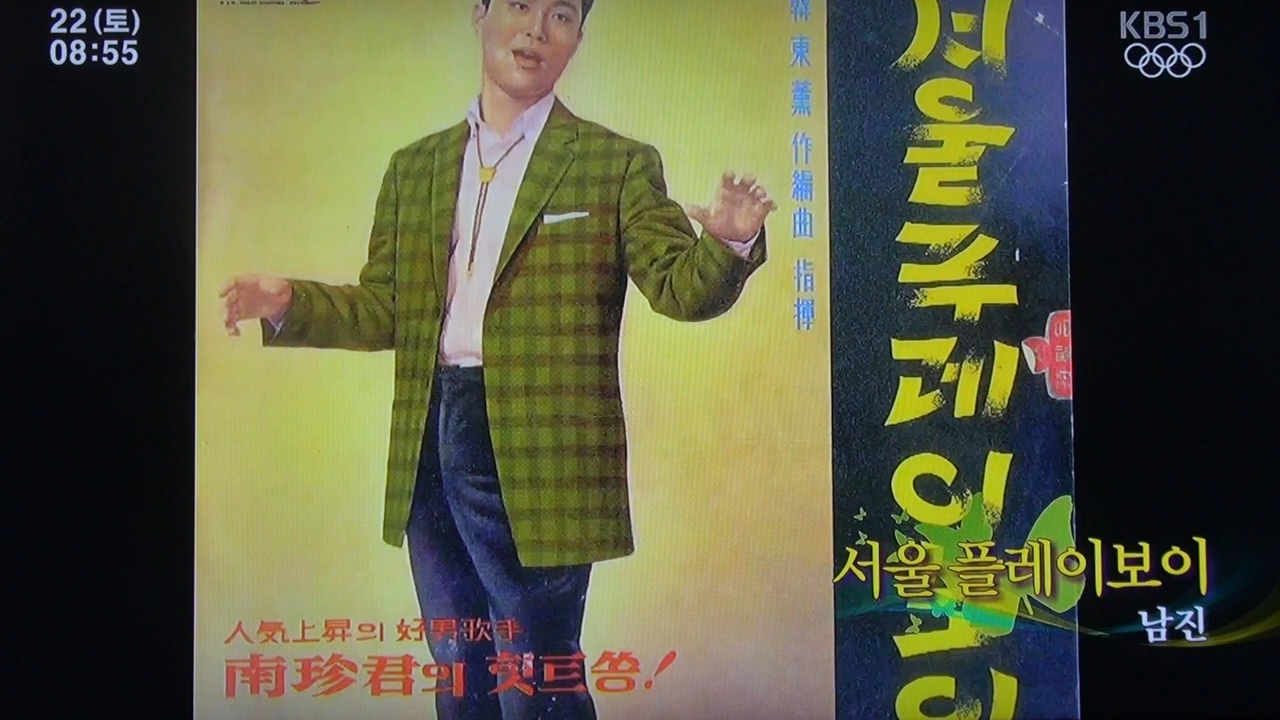 22(토)
08:55
KBS1
韓東薰 作編曲 指揮
서울 푸레이보이
人気上昇의 好男歌手
南珍君의 힛트쏭!
서울 플레이보이
남진